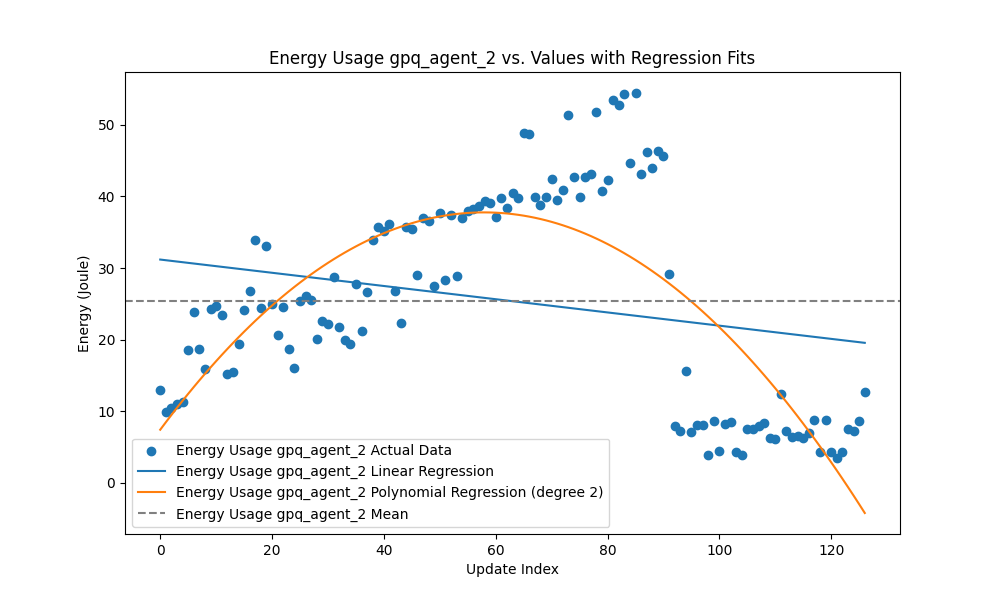 Energy Usage gpq_agent_2 vs. Values with Regression Fits
Energy (Joule)
50
40
30
20
10
0
Energy Usage gpq_agent_2 Actual Data
Energy Usage gpq_agent_2 Linear Regression
Energy Usage gpq_agent_2 Polynomial Regression (degree 2)
Energy Usage gpq_agent_2 Mean
0 20 40 60 80 100 120
Update Index